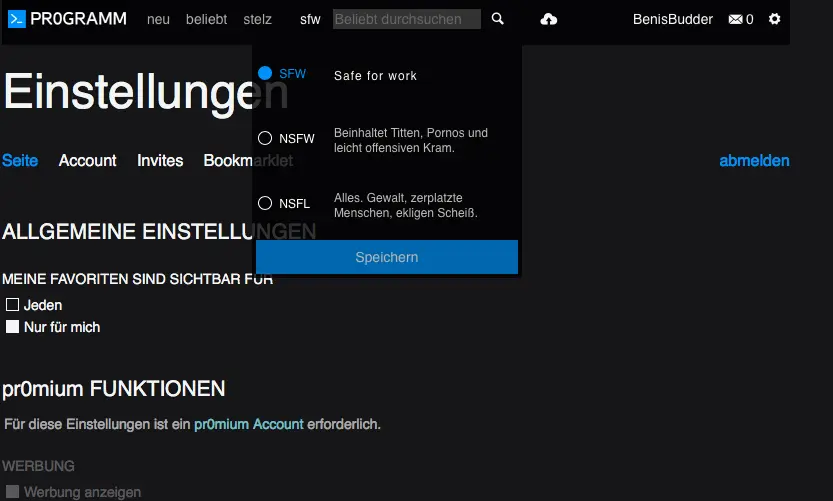 PR0GRAMM neu beliebt stelz sfw Beliebt durchsuchen BenisBudder 0
SFW Safe for work
Einstellungen
NSFW Beinhaltet Titten, Pornos und
leicht offensiven Kram.
Seite Account Invites Bookmarklet abmelden
NSFL Alles. Gewalt, zerplatzte
Menschen, ekligen Scheiß.
ALLGEMEINE EINSTELLUNGEN
Speichern
MEINE FAVORITEN SIND SICHTBAR FÜR
Jeden
Nur für mich
pr0mium FUNKTIONEN
Für diese Einstellungen ist ein pr0mium Account erforderlich.
WERBUNG
Werbung anzeigen